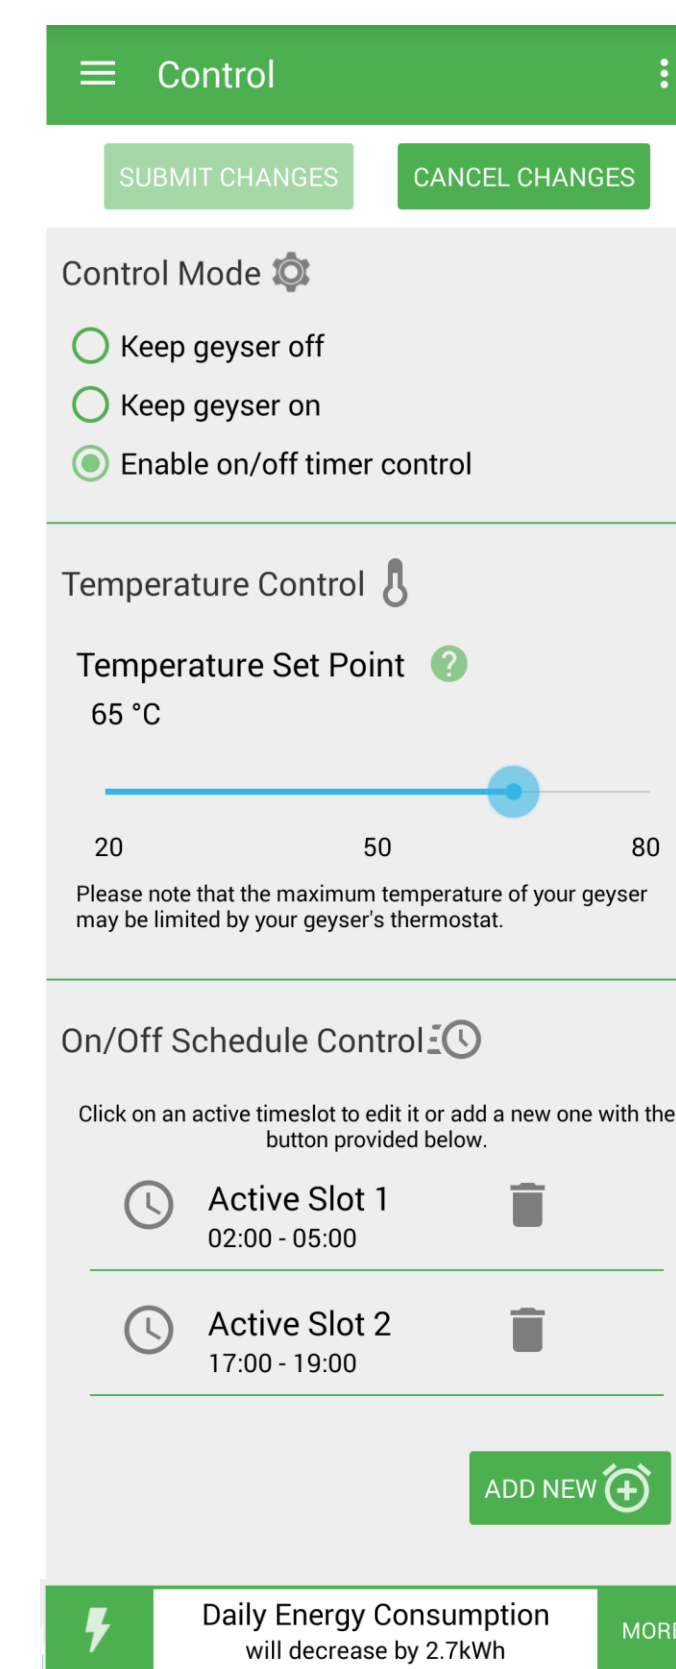 Control
SUBMIT CHANGES
CANCEL CHANGES
Control Mode
Keep geyser off
Keep geyser on
Enable on/off timer control
Temperature Control
Temperature Set Point ?
65 °C
20 50 80
Please note that the maximum temperature of your geyser
may be limited by your geyser's thermostat.
On/Off Schedule Control
Click on an active timeslot to edit it or add a new one with the
button provided below.
Active Slot 1
02:00 - 05:00
Active Slot 2
17:00 - 19:00
ADD NEW
Daily Energy Consumption
will decrease by 2.7kWh
MORE